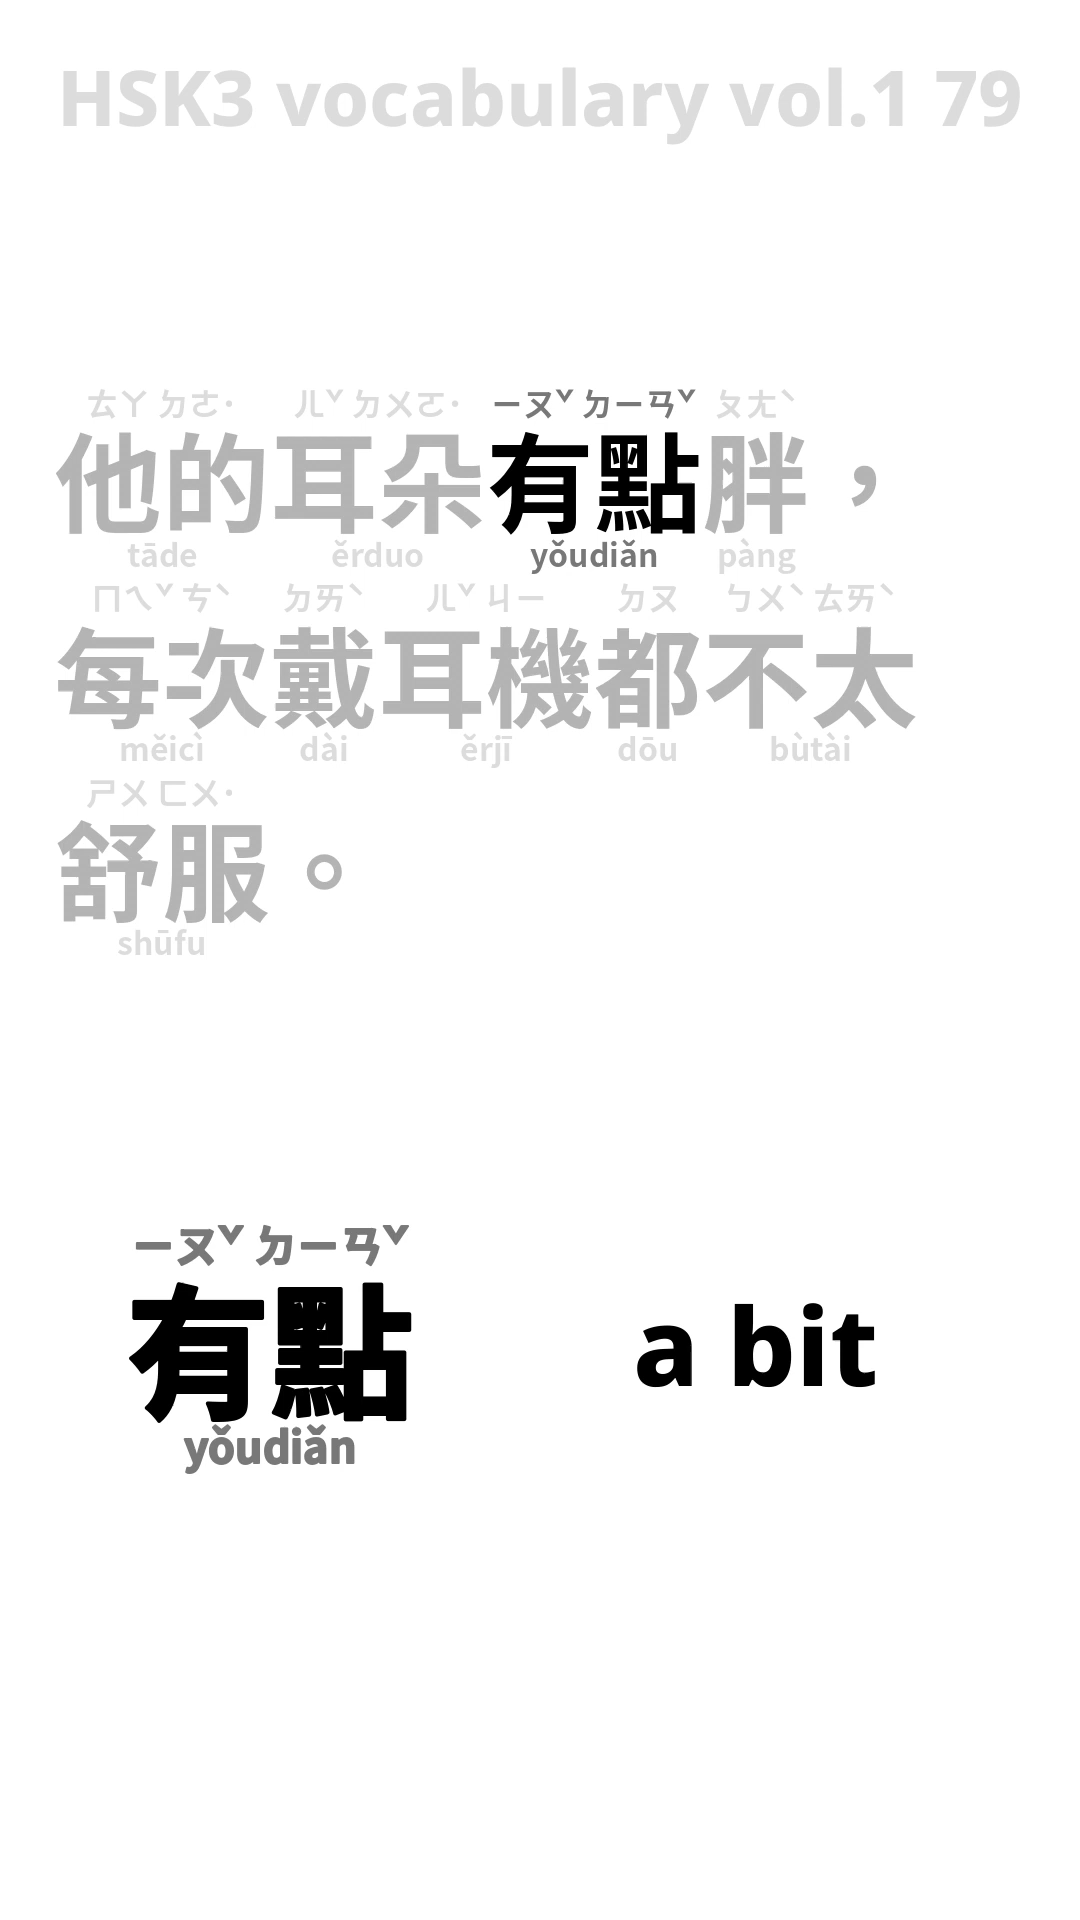 HSK3 vocabulary vol.1 79
ㄊㄚ ㄉㄜ˙ ㄦˇ ㄉㄨㄛ˙ ㄧㄡˇ ㄉㄧㄢˇ ㄆㄤˋ
他的耳朵有點胖，
tāde ěrduo yǒudiǎn pàng
ㄇㄟˇ ㄘˋ ㄉㄞˋ ㄦˇ ㄐㄧ ㄉㄡ ㄅㄨˋ ㄊㄞˋ
每次戴耳機都不太
měicì dài ěrjī dōu bùtài
ㄕㄨ ㄈㄨ˙
舒服。
shūfu
ㄧㄡˇ ㄉㄧㄢˇ
有點
yǒudiǎn
a bit